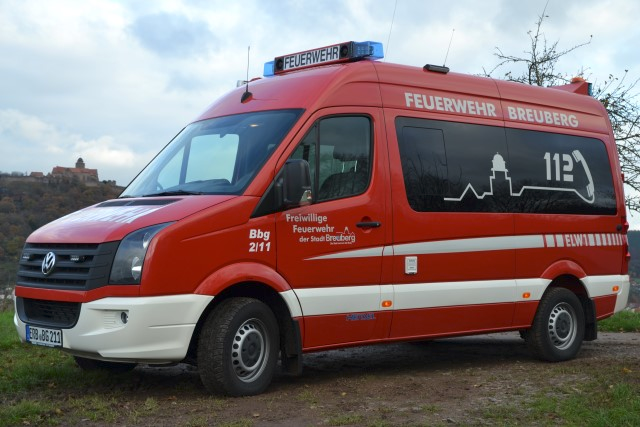 FEUERWEHR
FEUERWEHR BREUBERG
112
Freiwillige
Feuerwehr
der Stadt Breuberg
Bbg
2/11
ELW1
ERB BG 211